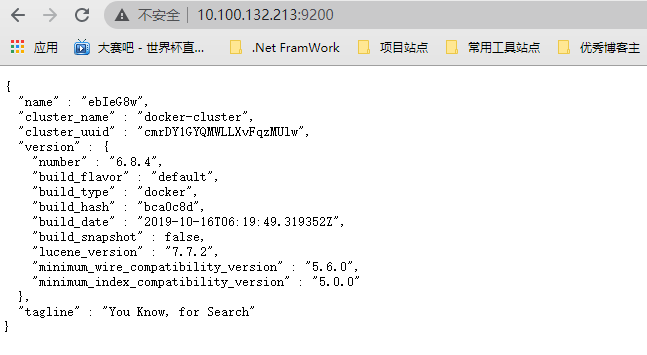 不安全 | 10.100.132.213:9200
应用 大赛吧 - 世界杯直... .Net FramWork 项目站点 常用工具站点 优秀博客主
{
  "name" : "ebIeG8w",
  "cluster_name" : "docker-cluster",
  "cluster_uuid" : "cmrDY1GYQMWLLXvFqzMUlw",
  "version" : {
    "number" : "6.8.4",
    "build_flavor" : "default",
    "build_type" : "docker",
    "build_hash" : "bca0c8d",
    "build_date" : "2019-10-16T06:19:49.319352Z",
    "build_snapshot" : false,
    "lucene_version" : "7.7.2",
    "minimum_wire_compatibility_version" : "5.6.0",
    "minimum_index_compatibility_version" : "5.0.0"
  },
  "tagline" : "You Know, for Search"
}